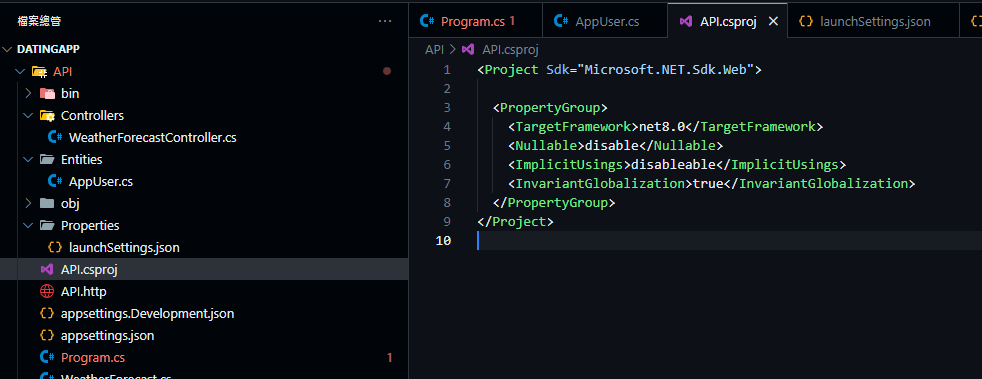 檔案總管 ···
DATINGAPP
API
bin
Controllers
C# WeatherForecastController.cs
Entities
C# AppUser.cs
obj
Properties
{} launchSettings.json
API.csproj
API.http
{} appsettings.Development.json
{} appsettings.json
C# Program.cs 1
C# WeatherForecast.cs
C# Program.cs 1
C# AppUser.cs
API.csproj
{} launchSettings.json
{}
API > API.csproj
1 <Project Sdk="Microsoft.NET.Sdk.Web">
2
3 <PropertyGroup>
4 <TargetFramework>net8.0</TargetFramework>
5 <Nullable>disable</Nullable>
6 <ImplicitUsings>disableable</ImplicitUsings>
7 <InvariantGlobalization>true</InvariantGlobalization>
8 </PropertyGroup>
9 </Project>
10